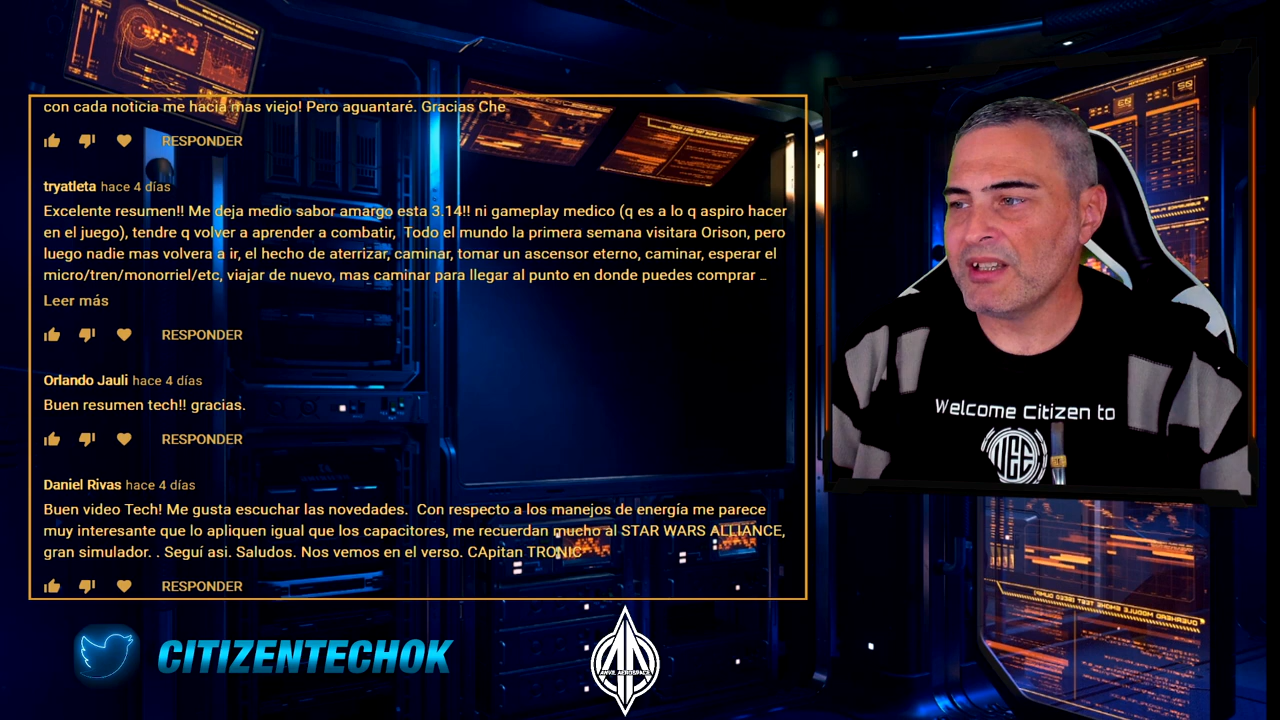 con cada noticia me hacia mas viejo! Pero aguantaré. Gracias Che
RESPONDER
tryatleta hace 4 días
Excelente resumen!! Me deja medio sabor amargo esta 3.14!! ni gameplay medico (q es a lo q aspiro hacer
en el juego), tendre q volver a aprender a combatir, Todo el mundo la primera semana visitara Orison, pero
luego nadie mas volvera a ir, el hecho de aterrizar, caminar, tomar un ascensor eterno, caminar, esperar el
micro/tren/monorriel/etc, viajar de nuevo, mas caminar para llegar al punto en donde puedes comprar ...
Leer más
RESPONDER
Orlando Jauli hace 4 días
Buen resumen tech!! gracias.
RESPONDER
Daniel Rivas hace 4 días
Buen video Tech! Me gusta escuchar las novedades. Con respecto a los manejos de energía me parece
muy interesante que lo apliquen igual que los capacitores, me recuerdan mucho al STAR WARS ALLIANCE,
gran simulador. . Seguí asi. Saludos. Nos vemos en el verso. CApitan TRONIC
RESPONDER
Welcome Citizen to
UEE
CITIZENTECHOK
ANVIL AEROSPACE